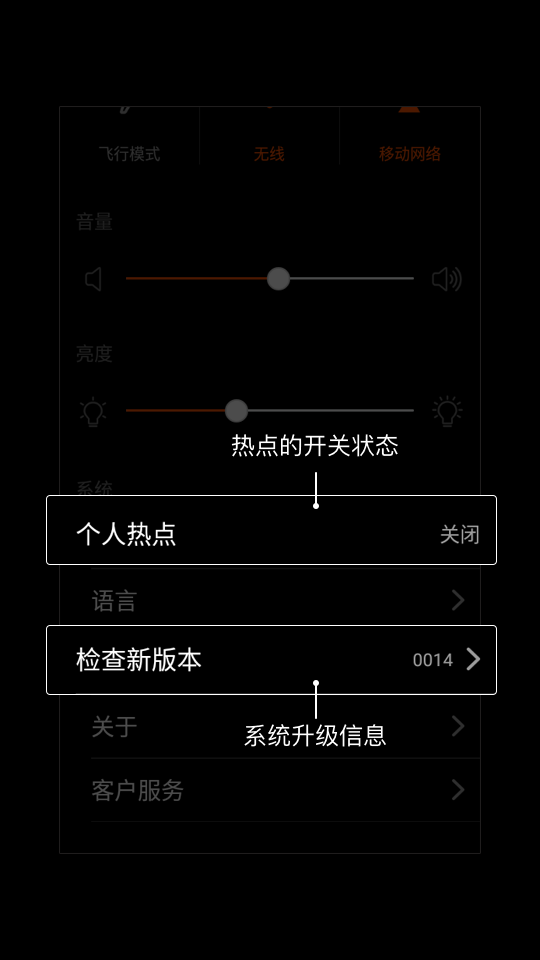 飞行模式 无线 移动网络
音量
亮度
热点的开关状态
系统
个人热点 关闭
语言
检查新版本 0014
系统升级信息
关于
客户服务